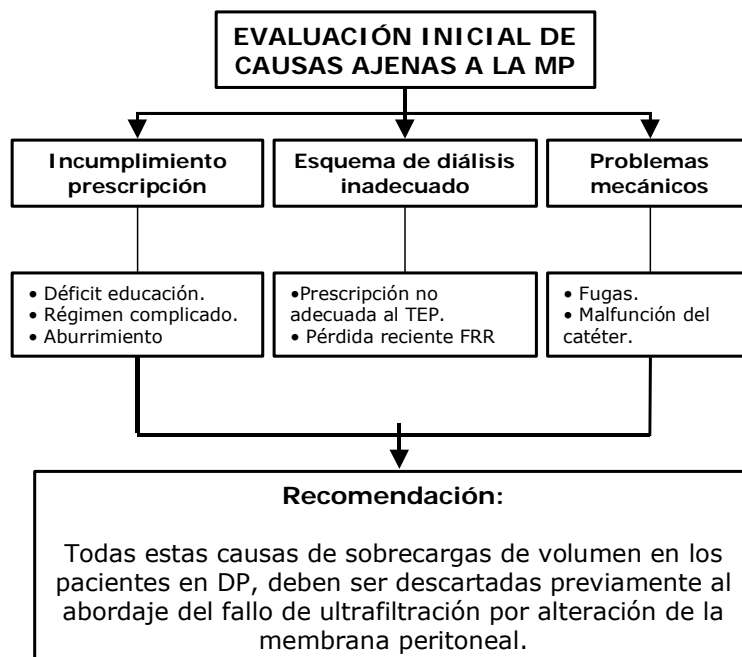 EVALUACIÓN INICIAL DE
CAUSAS AJENAS A LA MP
Incumplimiento
prescripción
Esquema de diálisis
inadecuado
Problemas
mecánicos
• Déficit educación.
• Régimen complicado.
• Aburrimiento
•Prescripción no
adecuada al TEP.
• Pérdida reciente FRR
• Fugas.
• Malfunción del
catéter.
Recomendación:
Todas estas causas de sobrecargas de volumen en los
pacientes en DP, deben ser descartadas previamente al
abordaje del fallo de ultrafiltración por alteración de la
membrana peritoneal.